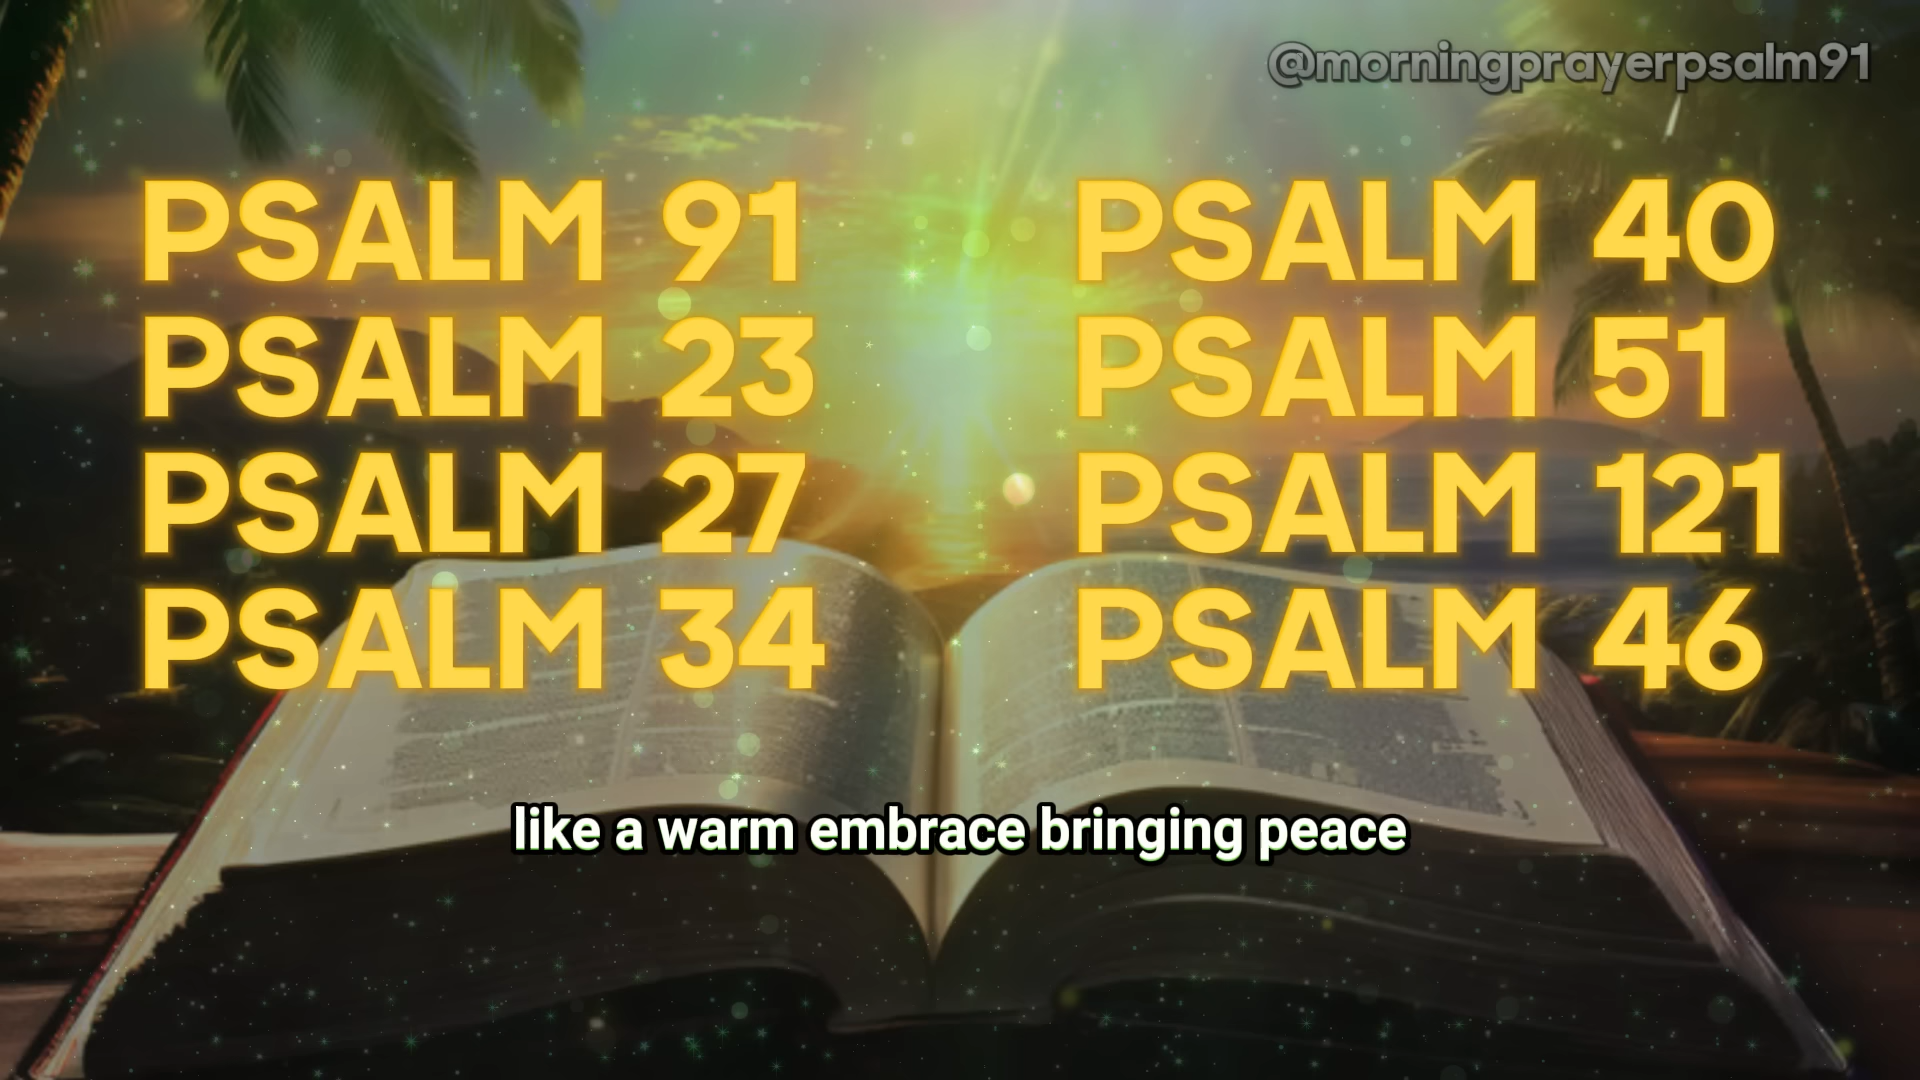 @morningprayerpsalm91
PSALM 91
PSALM 23
PSALM 27
PSALM 34
PSALM 40
PSALM 51
PSALM 121
PSALM 46
like a warm embrace bringing peace